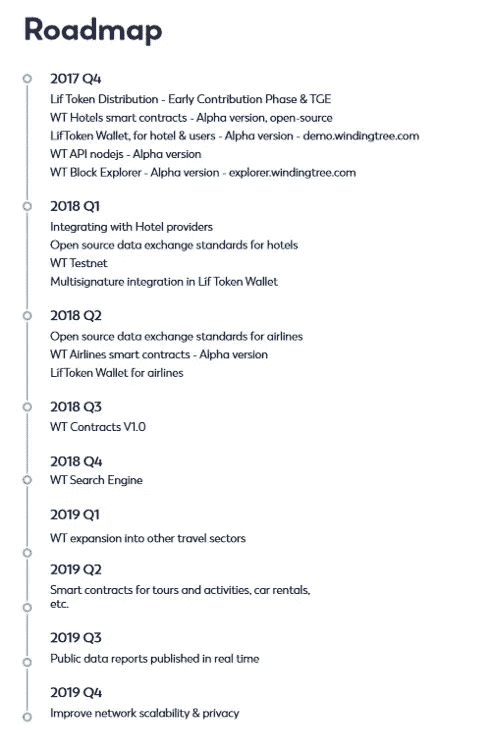 Roadmap
2017 Q4
Lif Token Distribution - Early Contribution Phase & TGE
WT Hotels smart contracts - Alpha version, open-source
LifToken Wallet, for hotel & users - Alpha version - demo.windingtree.com
WT API nodejs - Alpha version
WT Block Explorer - Alpha version - explorer.windingtree.com
2018 Q1
Integrating with Hotel providers
Open source data exchange standards for hotels
WT Testnet
Multisignature integration in Lif Token Wallet
2018 Q2
Open source data exchange standards for airlines
WT Airlines smart contracts - Alpha version
LifToken Wallet for airlines
2018 Q3
WT Contracts V1.0
2018 Q4
WT Search Engine
2019 Q1
WT expansion into other travel sectors
2019 Q2
Smart contracts for tours and activities, car rentals,
etc.
2019 Q3
Public data reports published in real time
2019 Q4
Improve network scalability & privacy